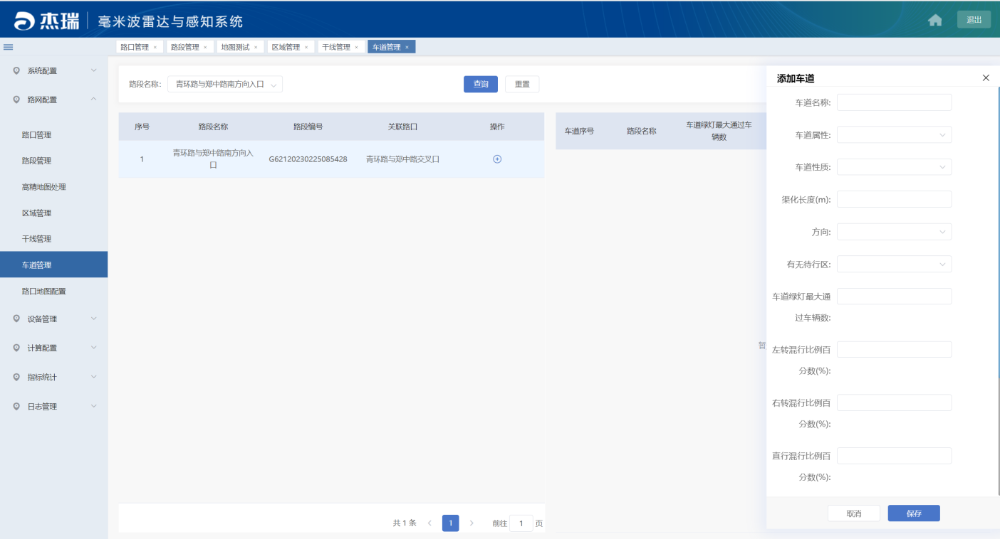 杰瑞 毫米波雷达与感知系统 退出
路口管理 × 路段管理 × 地图测试 × 区域管理 × 干线管理 × 车道管理 ×
系统配置
路网配置
路口管理
路段管理
高精地图处理
区域管理
干线管理
车道管理
路口地图配置
设备管理
计算配置
指标统计
日志管理
路段名称: 青环路与郑中路南方向入口 查询 重置
序号 路段名称 路段编号 关联路口 操作
1 青环路与郑中路南方向入
口 G62120230225085428 青环路与郑中路交叉口
共 1 条 1 前往 1 页
车道序号 路段名称 车道绿灯最大通过车
辆数
暂
添加车道
车道名称:
车道属性:
车道性质:
渠化长度(m):
方向:
有无待行区:
车道绿灯最大通
过车辆数:
左转混行比例百
分数(%):
右转混行比例百
分数(%):
直行混行比例百
分数(%):
取消 保存